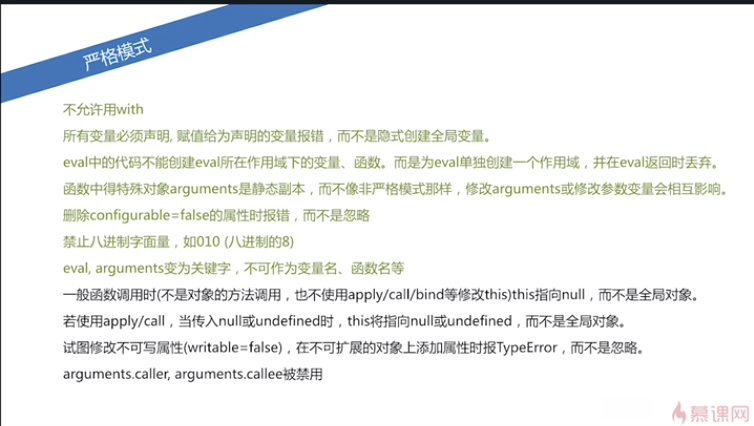 严格模式
不允许用with
所有变量必须声明, 赋值给为声明的变量报错，而不是隐式创建全局变量。
eval中的代码不能创建eval所在作用域下的变量、函数。而是为eval单独创建一个作用域，并在eval返回时丢弃。
函数中得特殊对象arguments是静态副本，而不像非严格模式那样，修改arguments或修改参数变量会相互影响。
删除configurable=false的属性时报错，而不是忽略
禁止八进制字面量，如010 (八进制的8)
eval, arguments变为关键字，不可作为变量名、函数名等
一般函数调用时(不是对象的方法调用，也不使用apply/call/bind等修改this)this指向null，而不是全局对象。
若使用apply/call，当传入null或undefined时，this将指向null或undefined，而不是全局对象。
试图修改不可写属性(writable=false)，在不可扩展的对象上添加属性时报TypeError，而不是忽略。
arguments.caller, arguments.callee被禁用
慕课网